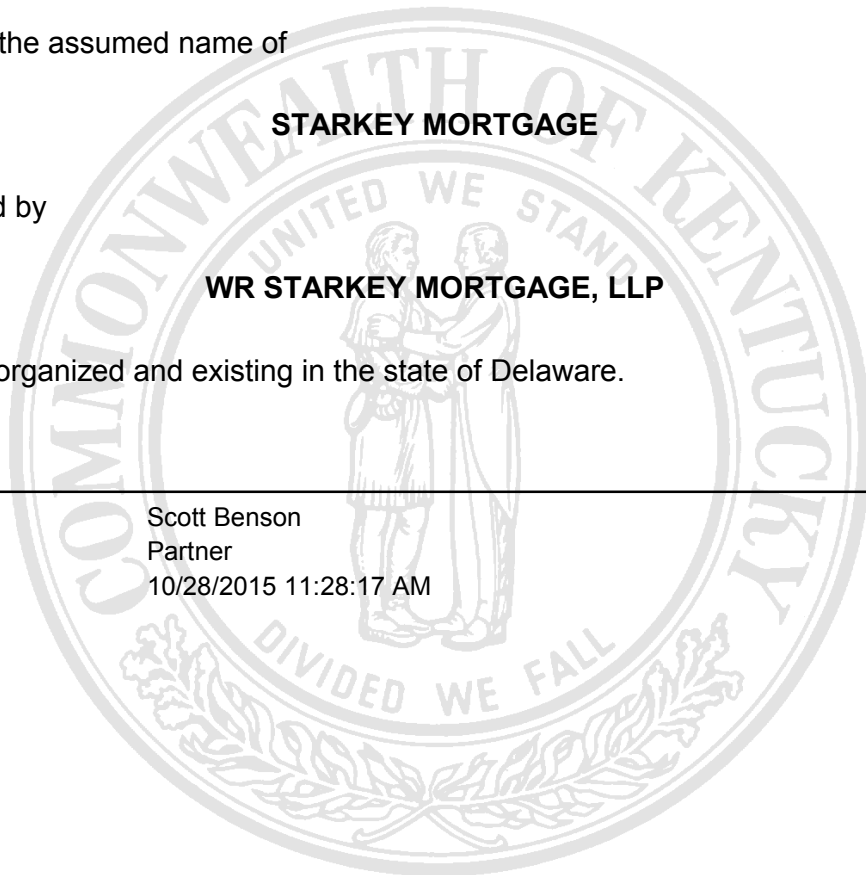 the assumed name of
STARKEY MORTGAGE
d by
WR STARKEY MORTGAGE, LLP
organized and existing in the state of Delaware.
Scott Benson
Partner
10/28/2015 11:28:17 AM
COMMONWEALTH OF KENTUCKY
UNITED WE STAND
DIVIDED WE FALL